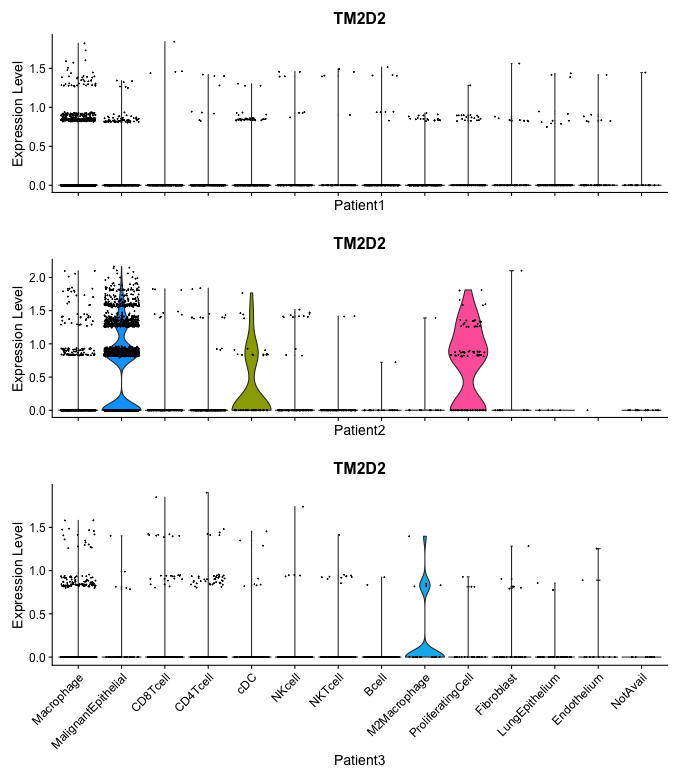 TM2D2
Expression Level
1.5
1.0
0.5
0.0
Patient1
TM2D2
Expression Level
2.0
1.5
1.0
0.5
0.0
Patient2
TM2D2
Expression Level
1.5
1.0
0.5
0.0
Macrophage
MalignantEpithelial
CD8Tcell
CD4Tcell
cDC
NKcell
NKTcell
Bcell
M2Macrophage
ProliferatingCell
Fibroblast
LungEpithelium
Endothelium
NotAvail
Patient3